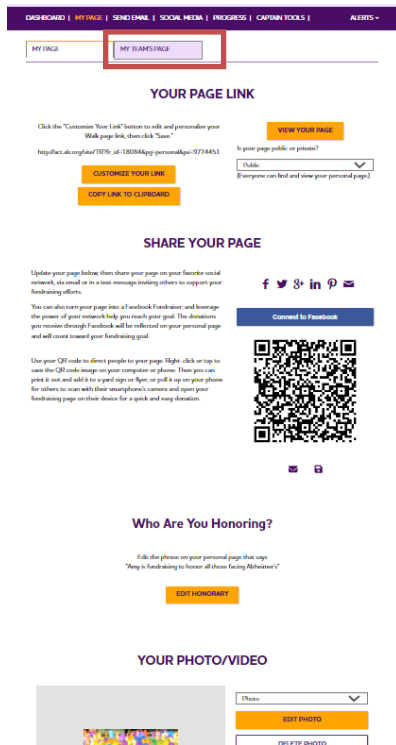 DASHBOARD | MY PAGE | SEND EMAIL | SOCIAL MEDIA | PROGRESS | CAPTAIN TOOLS | ALERTS
MY PAGE
MY TEAM'S PAGE
YOUR PAGE LINK
Click the "Customize Your Link" button to edit and personalize your
Walk page link, then click "Save."
http://act.alz.org/site/TR?fr_id=18084&pg=personal&px=9774451
CUSTOMIZE YOUR LINK
COPY LINK TO CLIPBOARD
VIEW YOUR PAGE
Is your page public or private?
Public
(Everyone can find and view your personal page.)
SHARE YOUR PAGE
Update your page below, then share your page on your favorite social
network, via email or in a text message inviting others to support your
fundraising efforts.
You can also turn your page into a Facebook Fundraiser, and leverage
the power of your network help you reach your goal. The donations
you receive through Facebook will be reflected on your personal page
and will count toward your fundraising goal.
Use your QR code to direct people to your page. Right-click or tap to
save the QR code image on your computer or phone. Then you can
print it out and add it to a yard sign or flyer, or pull it up on your phone
for others to scan with their smartphone's camera and open your
fundraising page on their device for a quick and easy donation.
Connect to Facebook
Who Are You Honoring?
Edit the phrase on your personal page that says
"Amy is fundraising to honor all those facing Alzheimer's"
EDIT HONORARY
YOUR PHOTO/VIDEO
Photo
EDIT PHOTO
DELETE PHOTO